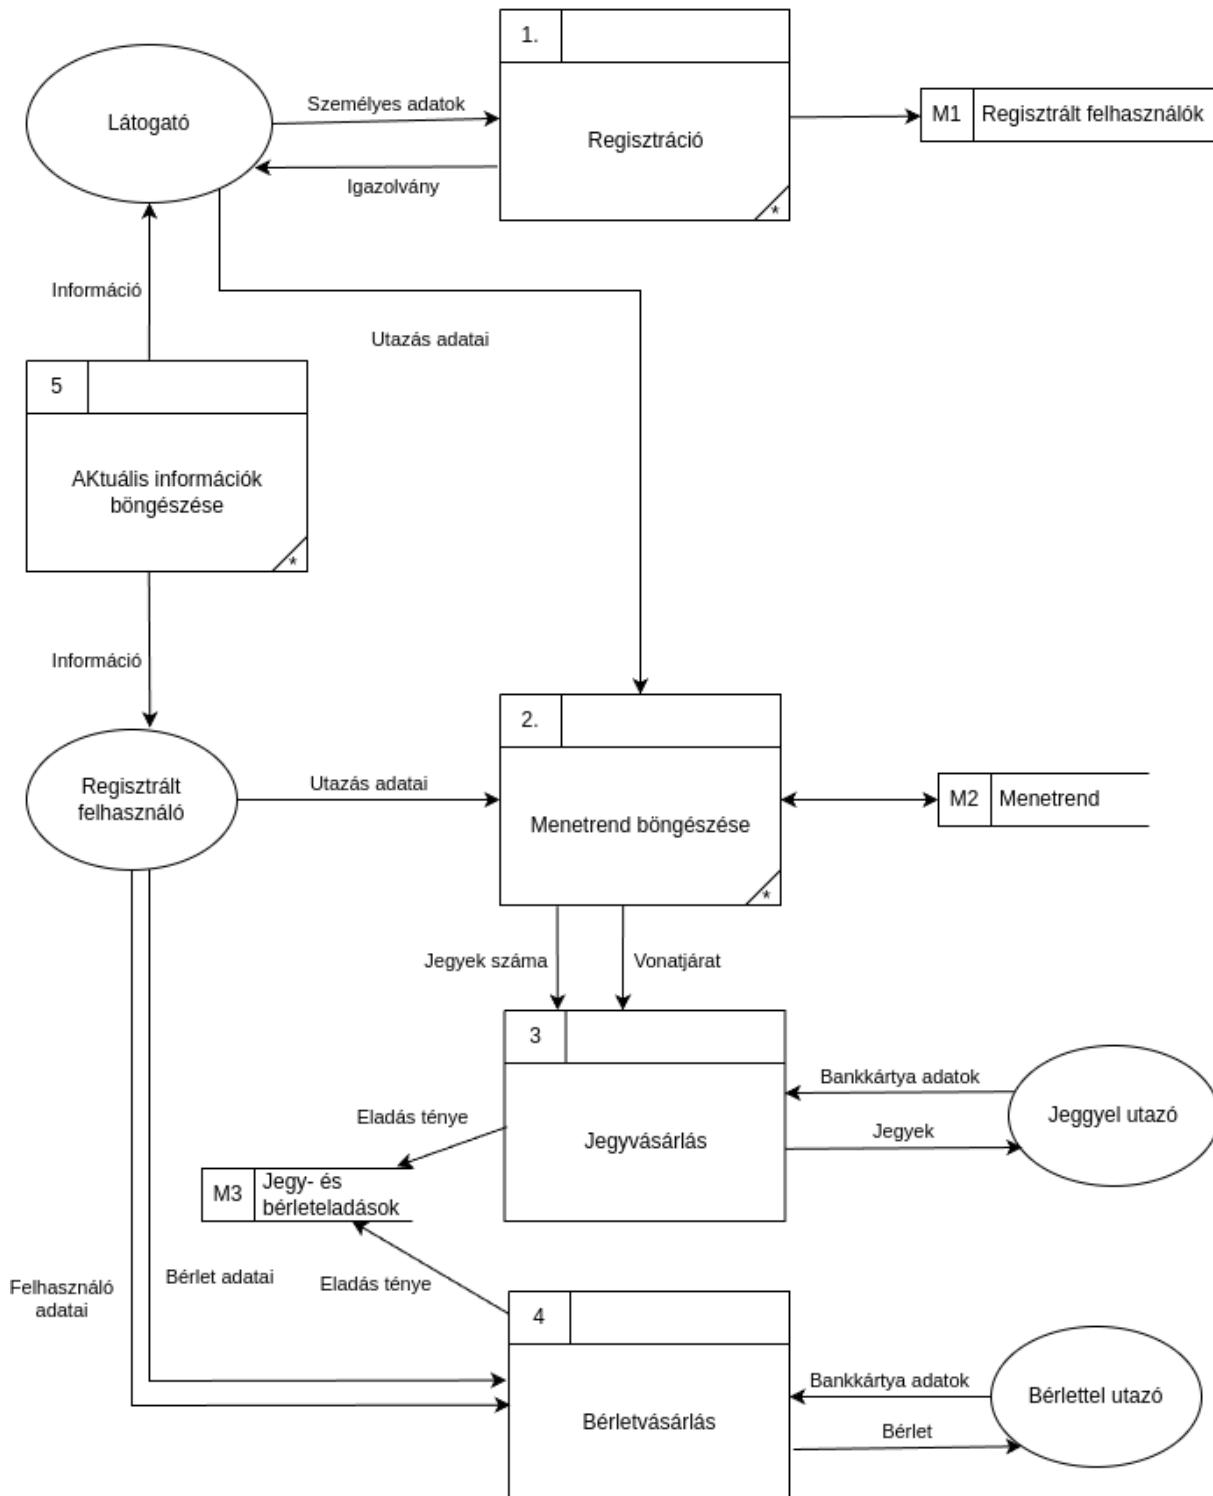 1.
Látogató
Személyes adatok
Regisztráció
M1
Regisztrált felhasználók
Igazolvány
*
Információ
Utazás adatai
5
AKtuális információk
böngészése
*
Információ
2.
Regisztrált
felhasználó
Utazás adatai
Menetrend böngészése
M2
Menetrend
*
Jegyek száma
Vonatjárat
3
Bankkártya adatok
Eladás ténye
Jegyvásárlás
Jegyek
Jeggyel utazó
M3
Jegy- és
bérleteladások
Felhasználó
adatai
Bérlet adatai
Eladás ténye
4
Bankkártya adatok
Bérletvásárlás
Bérlet
Bérlettel utazó